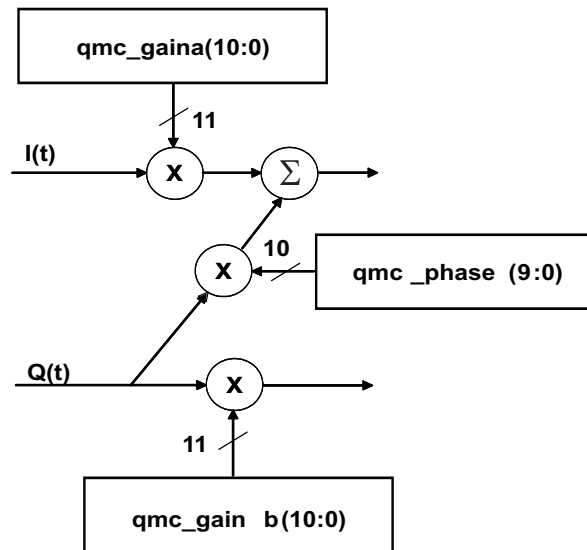 qmc_gaina(10:0)
11
I(t)
X
Σ
10
X
qmc _phase (9:0)
Q(t)
X
11
qmc_gain b(10:0)